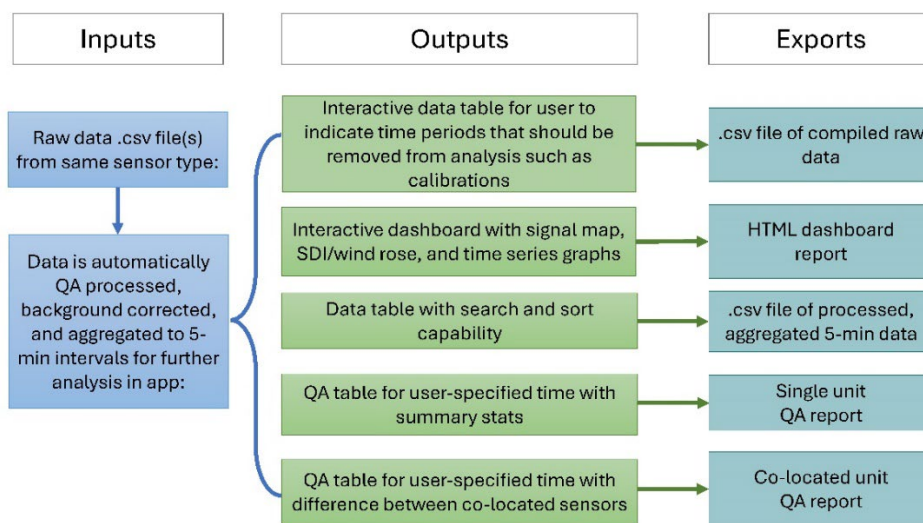 Inputs
Outputs
Exports
Raw data .csv file(s)
from same sensor type:
Data is automatically
QA processed,
background corrected,
and aggregated to 5-
min intervals for further
analysis in app:
Interactive data table for user to
indicate time periods that should be
removed from analysis such as
calibrations
Interactive dashboard with signal map,
SDI/wind rose, and time series graphs
Data table with search and sort
capability
QA table for user-specified time with
summary stats
QA table for user-specified time with
difference between co-located sensors
.csv file of compiled raw
data
HTML dashboard
report
.csv file of processed,
aggregated 5-min data
Single unit
QA report
Co-located unit
QA report